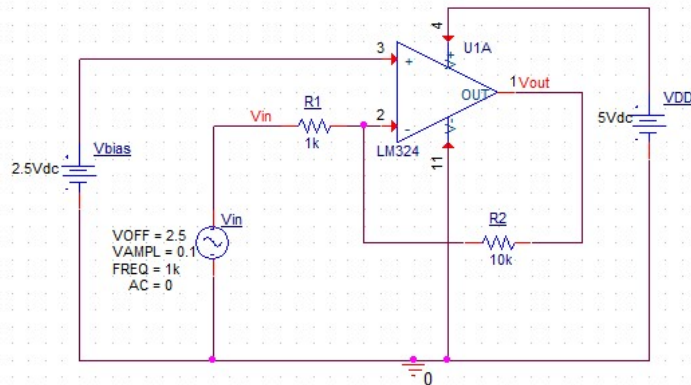 4
U1A
3
+
+
V
OUT
1
Vout
VDD
5Vdc
Vin
R1
1k
2
-
V
LM324
11
Vbias
2.5Vdc
R2
10k
Vin
VOFF = 2.5
VAMPL = 0.1
FREQ = 1k
AC = 0
0